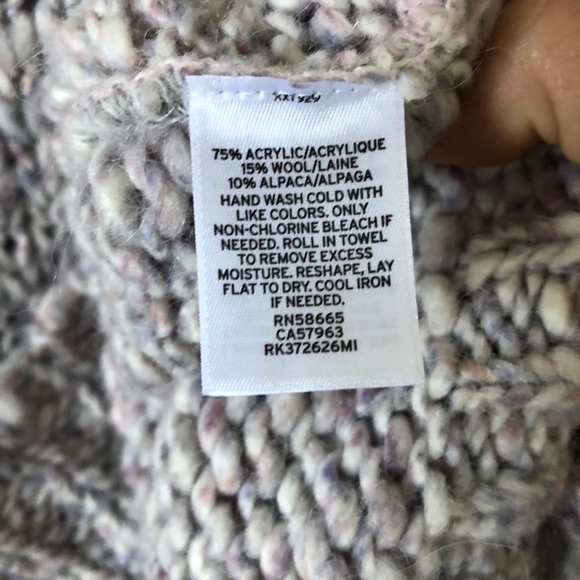 75% ACRYLIC/ACRYLIQUE
15% WOOL/LAINE
10% ALPACA/ALPAGA
HAND WASH COLD WITH
LIKE COLORS. ONLY
NON-CHLORINE BLEACH IF
NEEDED. ROLL IN TOWEL
TO REMOVE EXCESS
MOISTURE. RESHAPE, LAY
FLAT TO DRY. COOL IRON
IF NEEDED.
RN58665
CA57963
RK372626MI